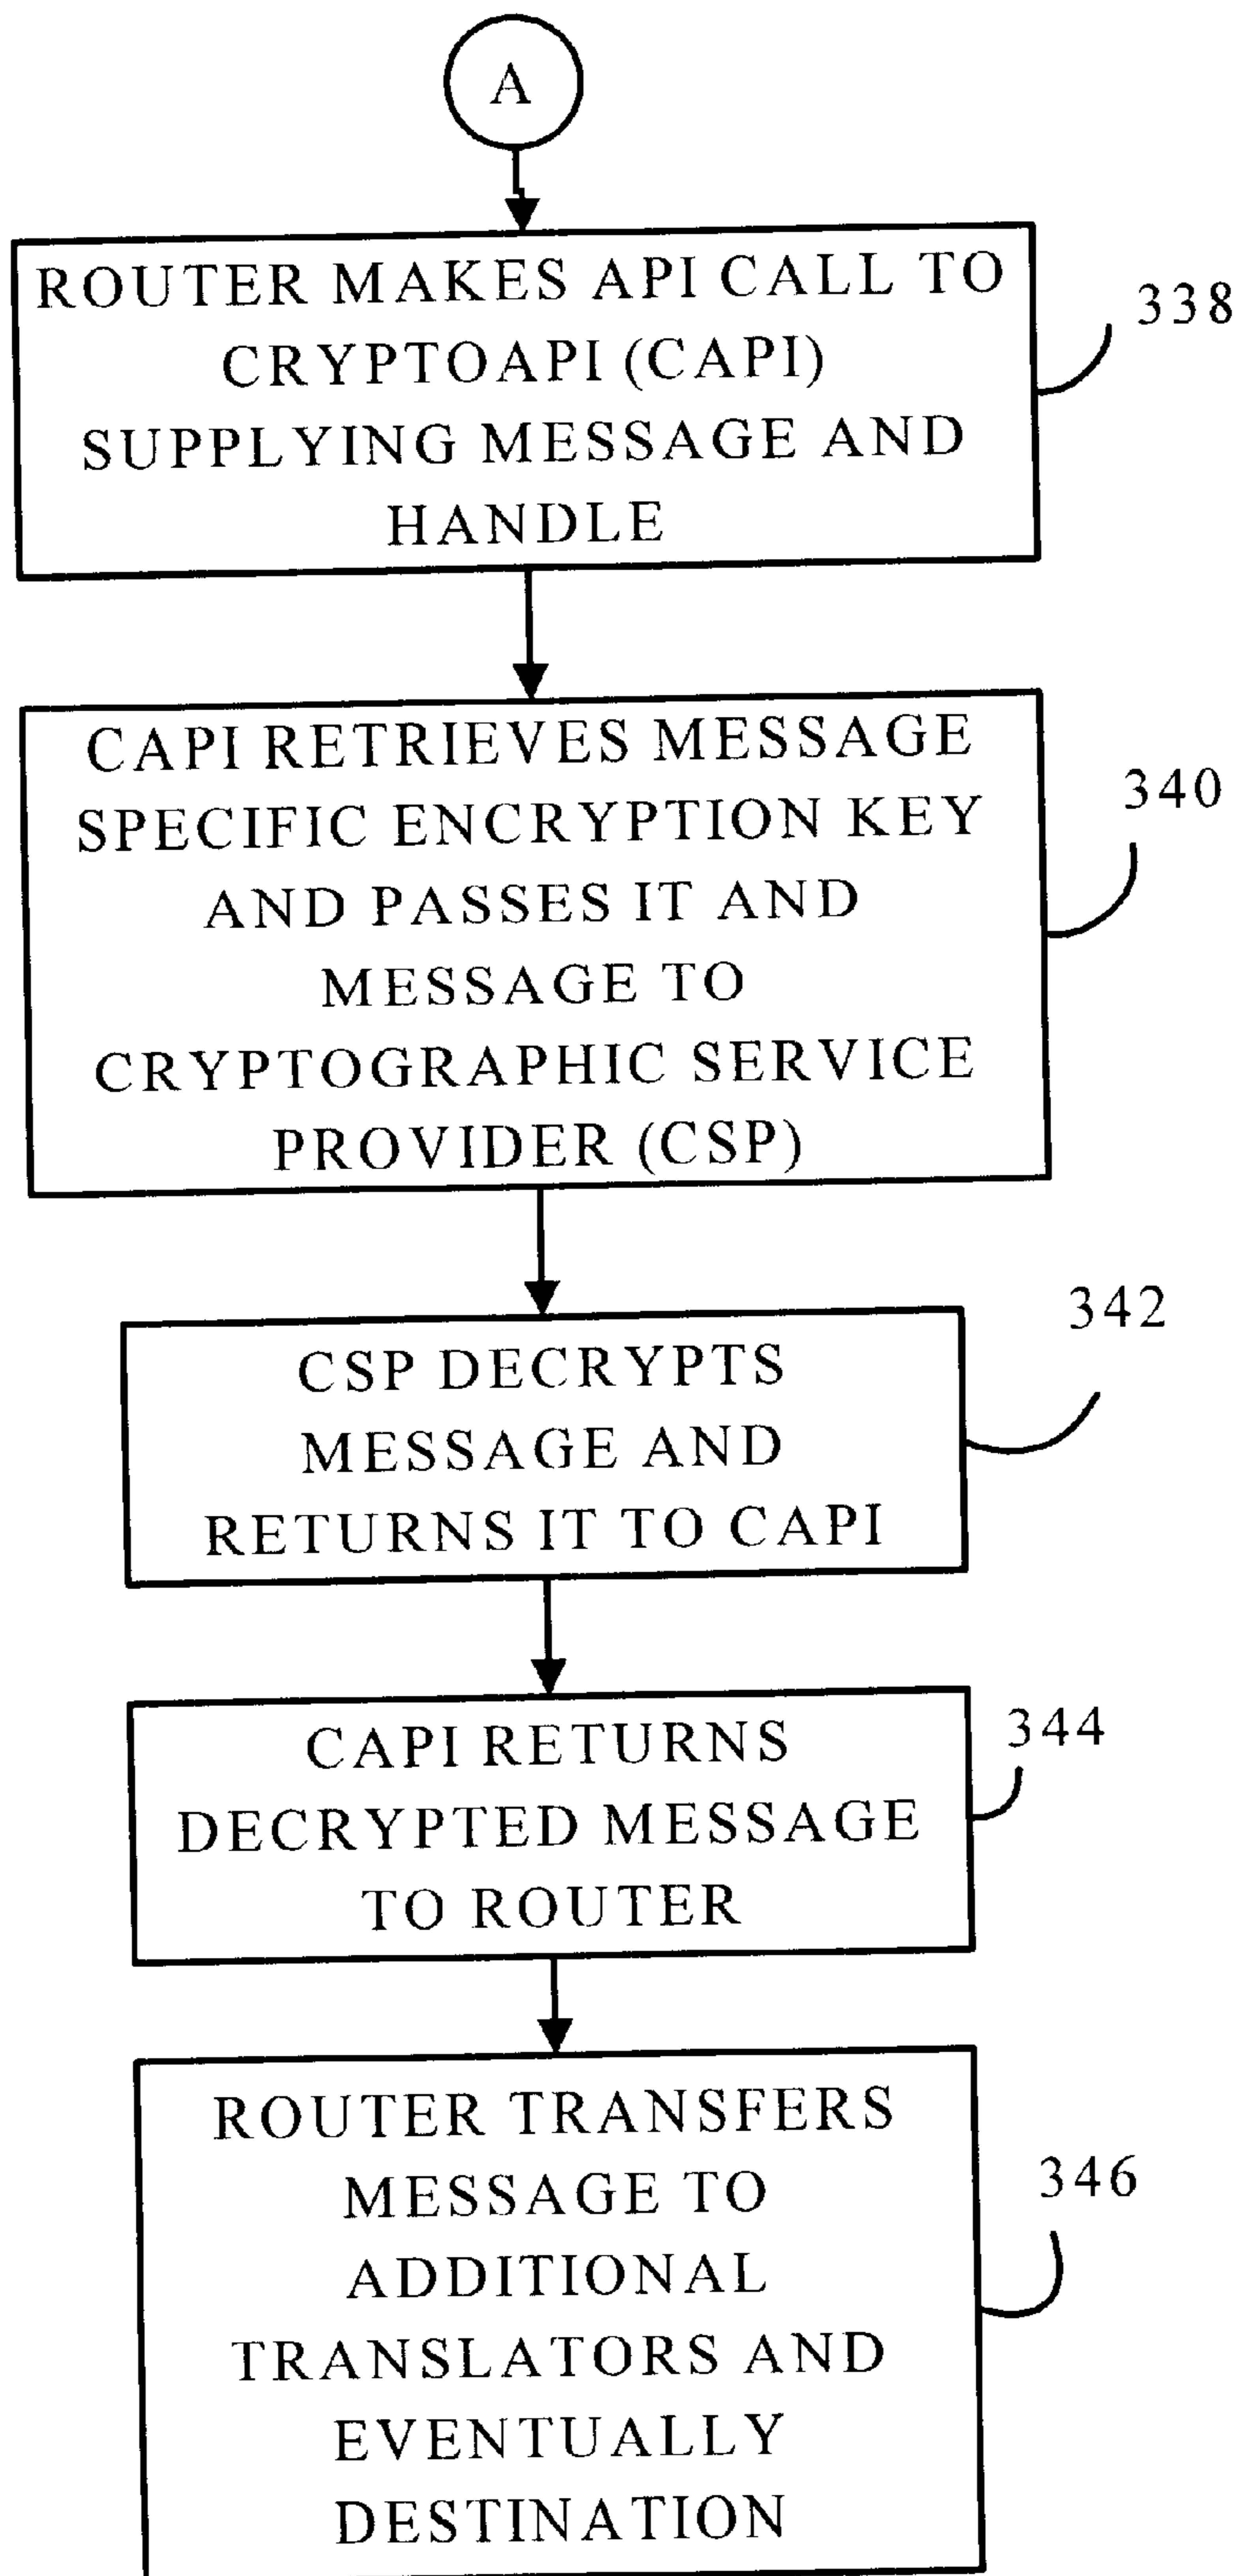 A
ROUTER MAKES API CALL TO
CRYPTOAPI (CAPI)
SUPPLYING MESSAGE AND
HANDLE
338
CAPI RETRIEVES MESSAGE
SPECIFIC ENCRYPTION KEY
AND PASSES IT AND
MESSAGE TO
CRYPTOGRAPHIC SERVICE
PROVIDER (CSP)
340
CSP DECRYPTS
MESSAGE AND
RETURNS IT TO CAPI
342
CAPI RETURNS
DECRYPTED MESSAGE
TO ROUTER
344
ROUTER TRANSFERS
MESSAGE TO
ADDITIONAL
TRANSLATORS AND
EVENTUALLY
DESTINATION
346